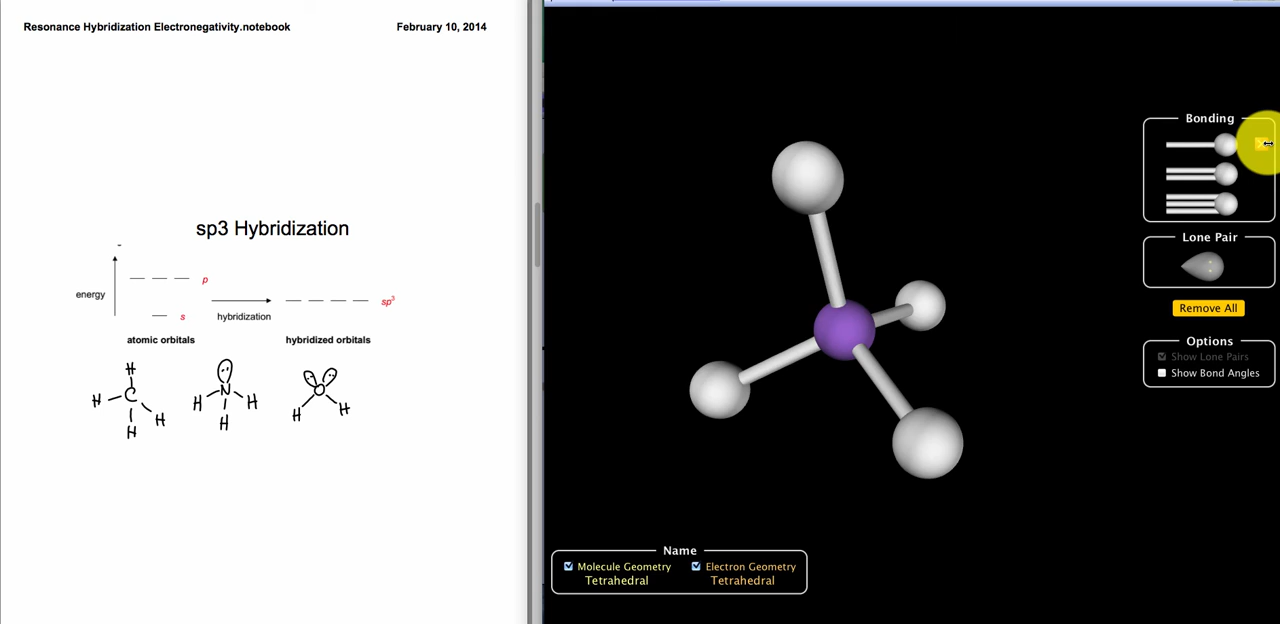 Resonance Hybridization Electronegativity.notebook
February 10, 2014
sp3 Hybridization
energy
p
s
hybridization
sp³
atomic orbitals
hybridized orbitals
H
H C H
H
N
H H
H
O
H H
Bonding
Lone Pair
Remove All
Options
Show Lone Pairs
Show Bond Angles
Name
Molecule Geometry
Tetrahedral
Electron Geometry
Tetrahedral